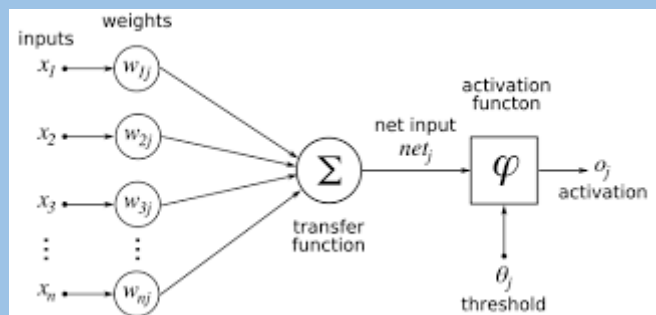 weights
inputs
x₁ w₁ⱼ
activation
functon
x₂ w₂ⱼ
net input
netⱼ
Σ
φ
oⱼ
activation
x₃ w₃ⱼ
transfer
function
⋮ ⋮
xₙ wₙⱼ
θⱼ
threshold